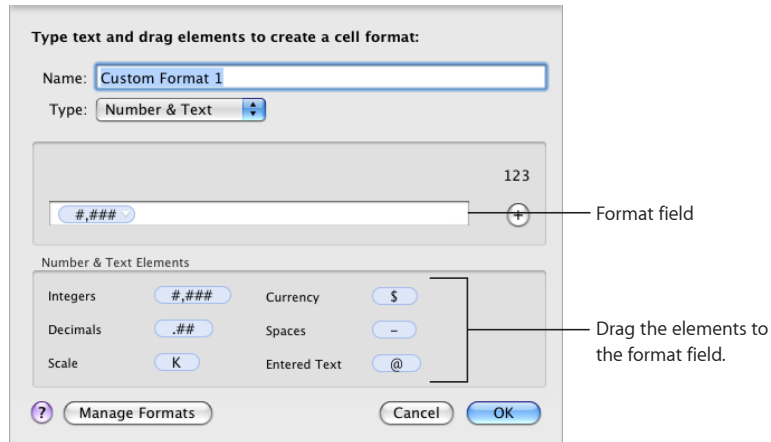 Type text and drag elements to create a cell format:
Name: Custom Format 1
Type: Number & Text
123
#,###
+
Format field
Number & Text Elements
Integers #,### Currency $
Decimals .## Spaces –
Scale K Entered Text @
Drag the elements to
the format field.
? Manage Formats Cancel OK